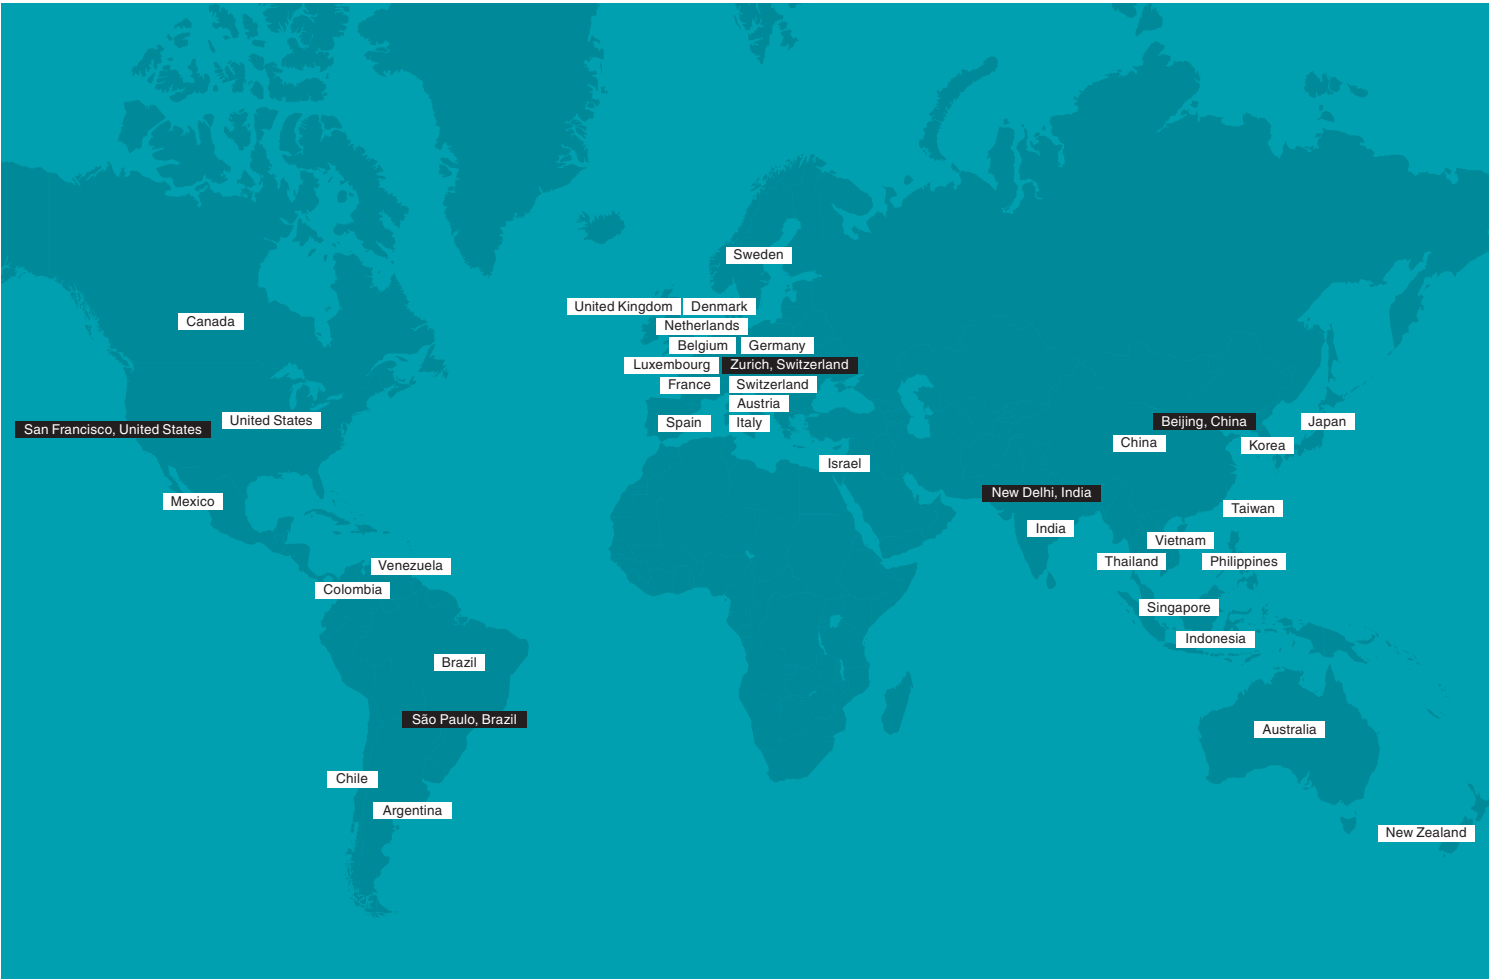 Sweden
United Kingdom
Denmark
Canada
Netherlands
Belgium
Germany
Luxembourg
Zurich, Switzerland
France
Switzerland
Austria
United States
San Francisco, United States
Spain
Italy
Beijing, China
Japan
China
Korea
Israel
New Delhi, India
Mexico
Taiwan
India
Vietnam
Venezuela
Thailand
Philippines
Colombia
Singapore
Indonesia
Brazil
São Paulo, Brazil
Australia
Chile
Argentina
New Zealand